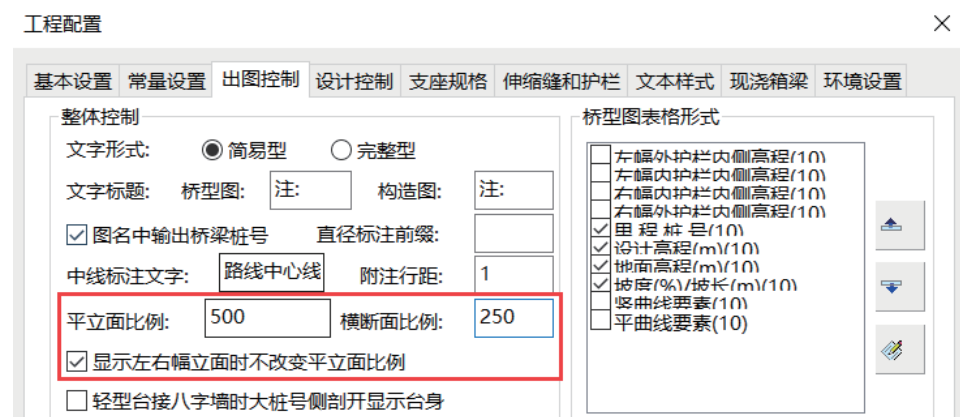 工程配置
基本设置 常量设置 出图控制 设计控制 支座规格 伸缩缝和护栏 文本样式 现浇箱梁 环境设置
整体控制
文字形式: 简易型 完整型
文字标题: 桥型图: 注: 构造图: 注:
图名中输出桥梁桩号 直径标注前缀:
中线标注文字: 路线中心线 附注行距: 1
平立面比例: 500 横断面比例: 250
显示左右幅立面时不改变平立面比例
轻型台接八字墙时大桩号侧剖开显示台身
桥型图表格形式
左幅外护栏内侧高程(10)
左幅内护栏内侧高程(10)
右幅内护栏内侧高程(10)
右幅外护栏内侧高程(10)
里 程 桩 号(10)
设计高程(m)(10)
地面高程(m)(10)
坡度(%)/坡长(m)(10)
竖曲线要素(10)
平曲线要素(10)